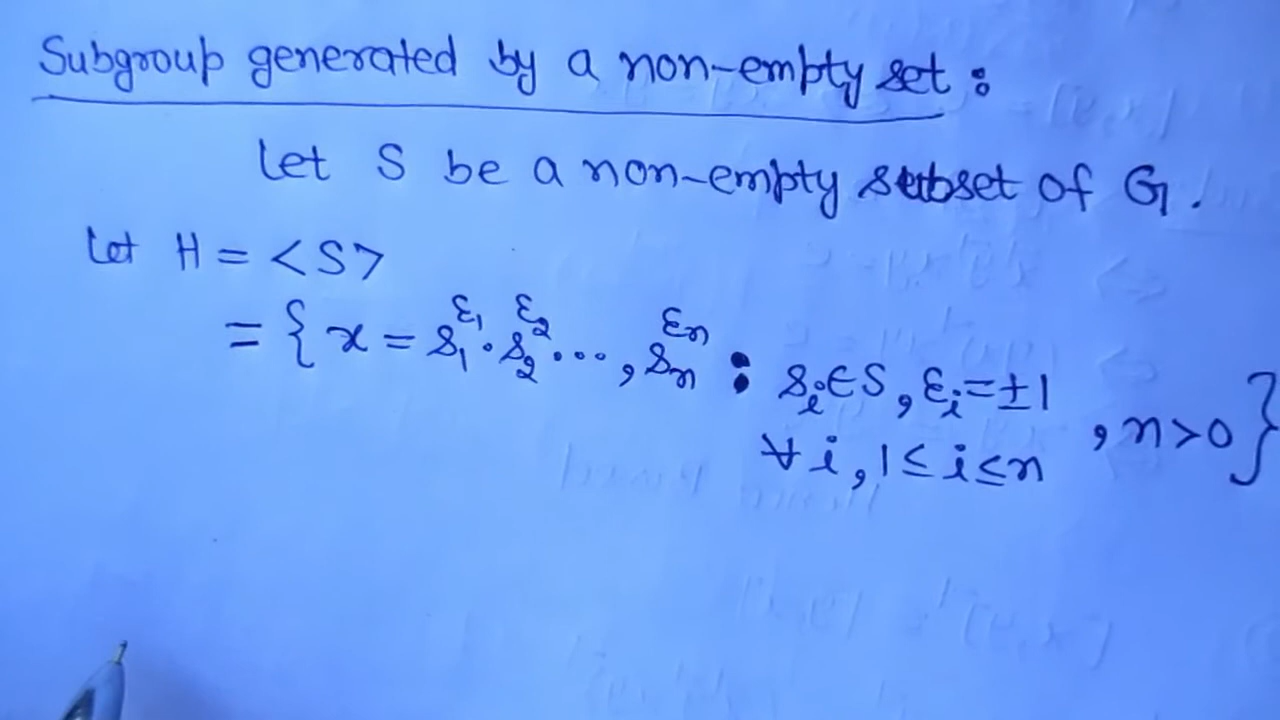 Subgroup generated by a non-empty set :
Let S be a non-empty subset of G.
Let H = <S>
= { x = s₁^ε₁ · s₂^ε₂ ..., sₙ^εₙ : sᵢ ∈ S, εᵢ = ±1
∀ i, 1 ≤ i ≤ n , n > 0 }